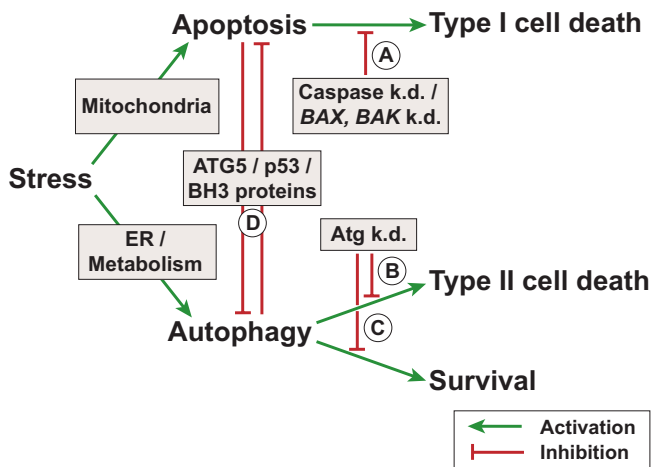 Apoptosis
Type I cell death
A
Mitochondria
Caspase k.d. /
BAX, BAK k.d.
Stress
ATG5 / p53 /
BH3 proteins
D
Atg k.d.
ER /
Metabolism
B
Type II cell death
Autophagy
C
Survival
Activation
Inhibition